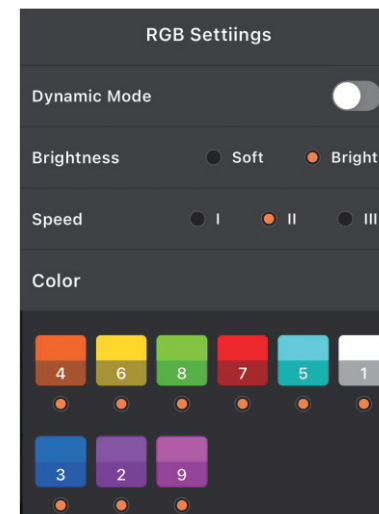 RGB Settiings
Dynamic Mode
Brightness Soft Bright
Speed I II III
Color
4 6 8 7 5 1
3 2 9